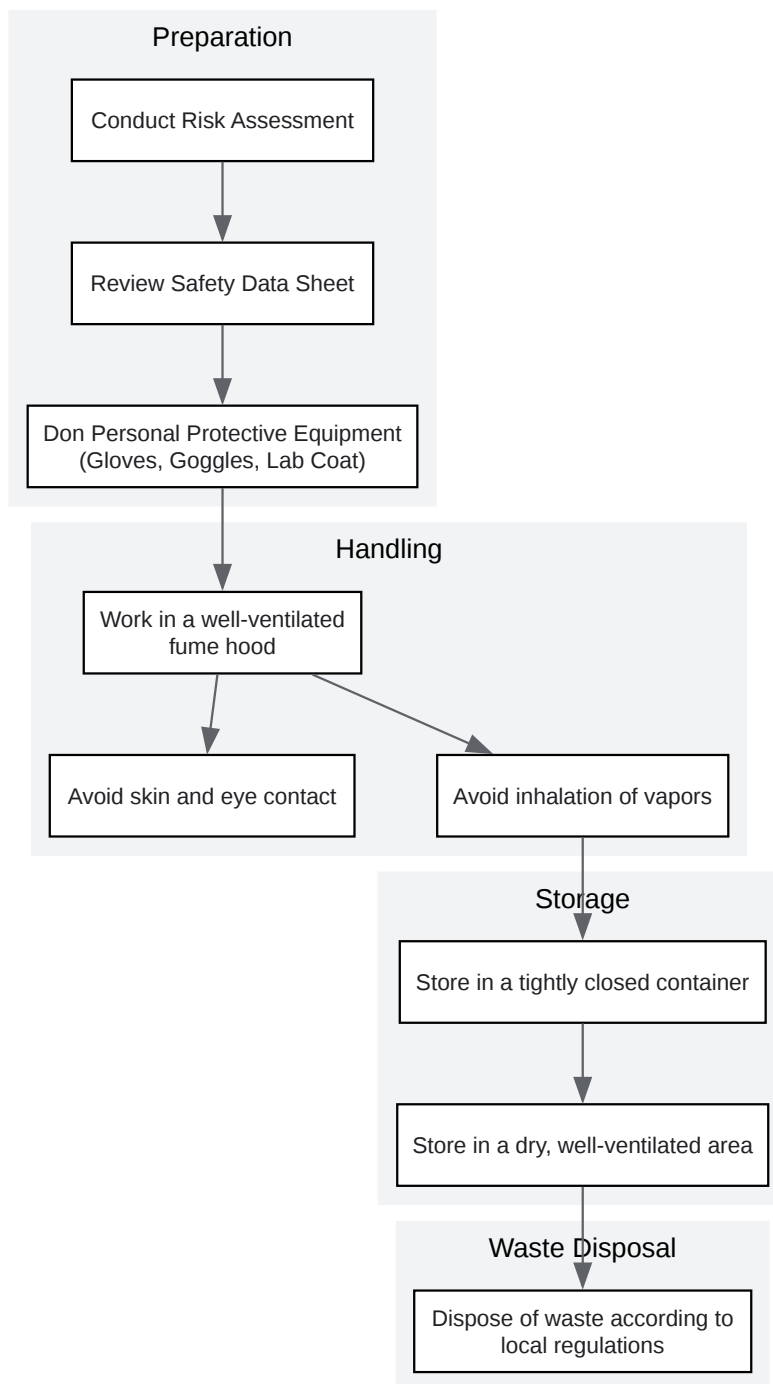 Preparation
Conduct Risk Assessment
Review Safety Data Sheet
Don Personal Protective Equipment
(Gloves, Goggles, Lab Coat)
Handling
Work in a well-ventilated
fume hood
Avoid skin and eye contact
Avoid inhalation of vapors
Storage
Store in a tightly closed container
Store in a dry, well-ventilated area
Waste Disposal
Dispose of waste according to
local regulations